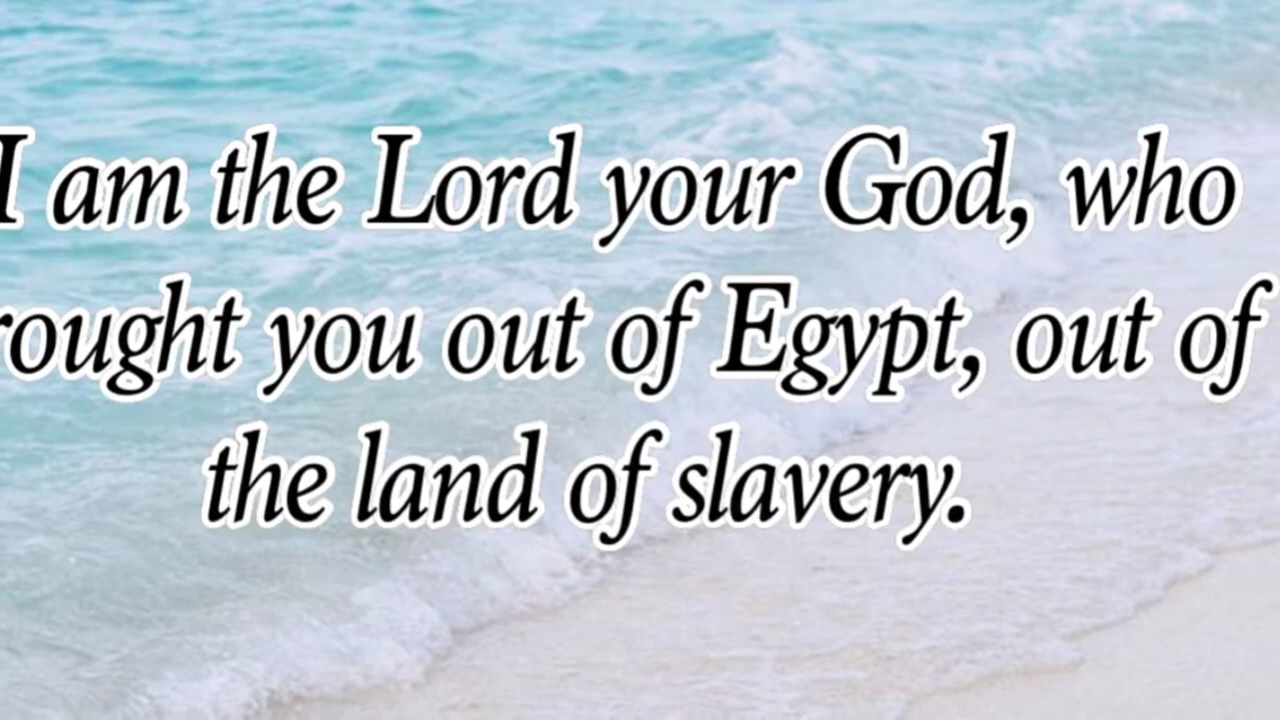 I am the Lord your God, who
rought you out of Egypt, out of
the land of slavery.